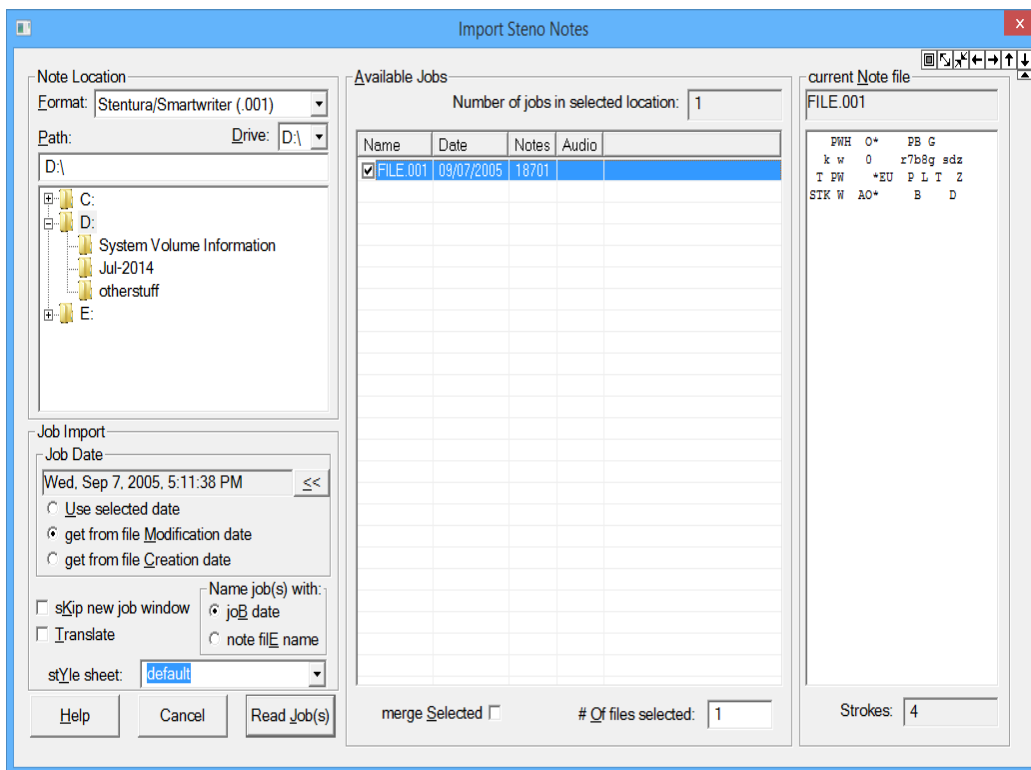 Import Steno Notes
x
Note Location
Format: Stentura/Smartwriter (.001)
Path: Drive: D:\
D:\
C:
D:
System Volume Information
Jul-2014
otherstuff
E:
Job Import
Job Date
Wed, Sep 7, 2005, 5:11:38 PM <<
Use selected date
get from file Modification date
get from file Creation date
sKip new job window
Translate
Name job(s) with:
joB date
note filE name
stYle sheet: default
Help Cancel Read Job(s)
Available Jobs
Number of jobs in selected location: 1
Name Date Notes Audio
FILE.001 09/07/2005 18701
merge Selected # Of files selected: 1
current Note file
FILE.001
PWH O* PB G
k w 0 r7b8g sdz
T PW *EU P L T Z
STK W AO* B D
Strokes: 4